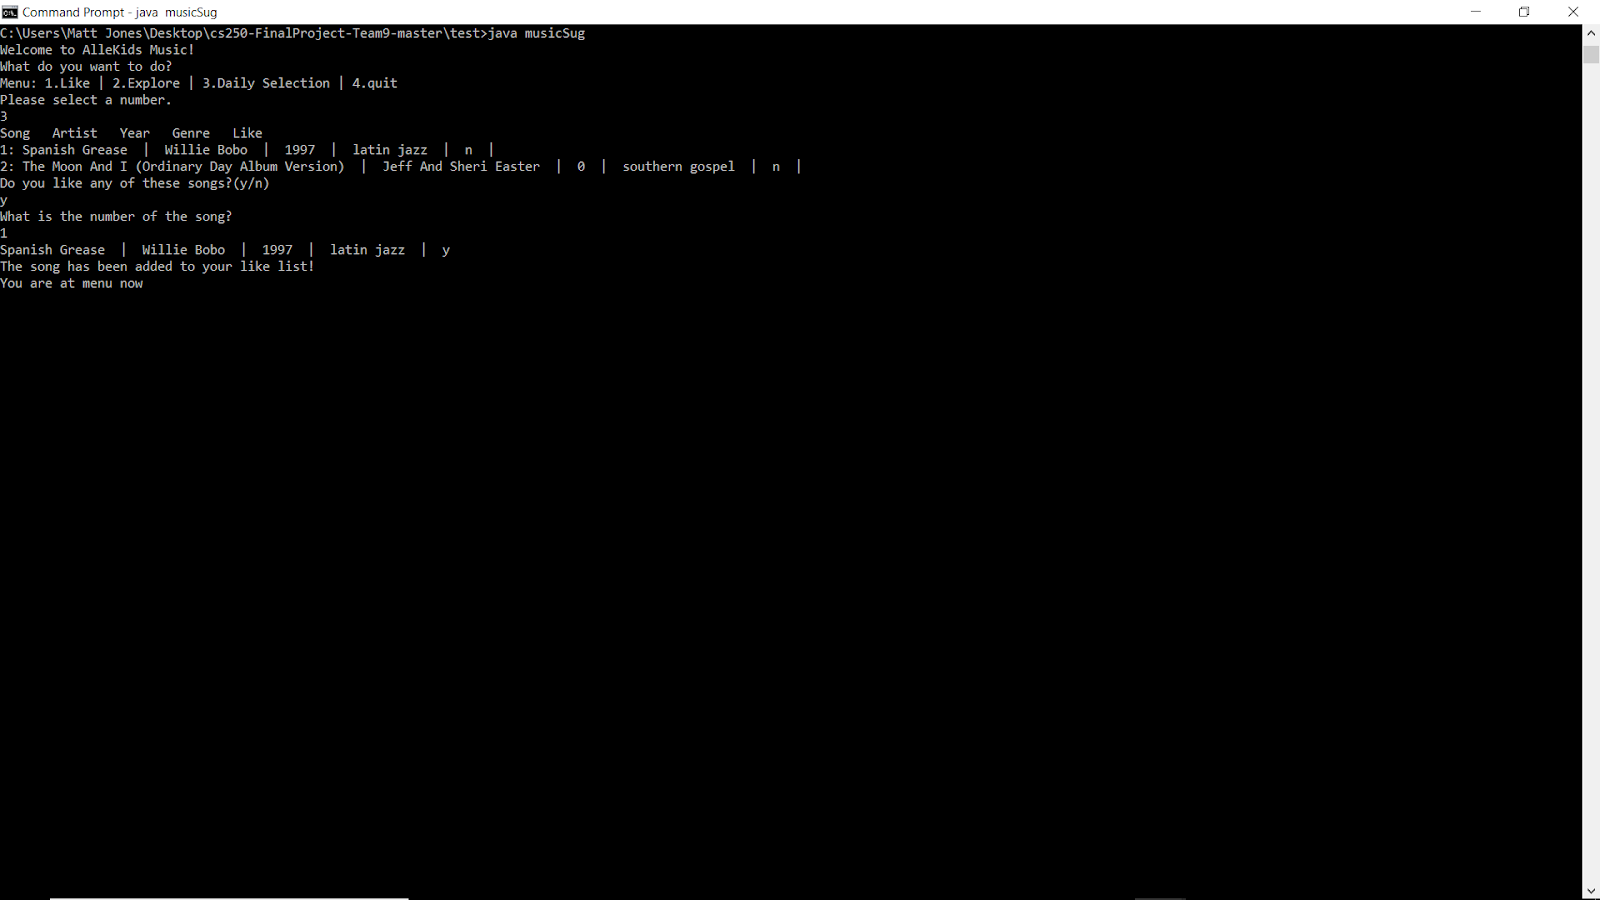 Command Prompt - java  musicSug
C:\Users\Matt Jones\Desktop\cs250-FinalProject-Team9-master\test>java musicSug
Welcome to AlleKids Music!
What do you want to do?
Menu: 1.Like | 2.Explore | 3.Daily Selection | 4.quit
Please select a number.
3
Song   Artist   Year   Genre   Like
1: Spanish Grease  |  Willie Bobo  |  1997  |  latin jazz  |  n  |
2: The Moon And I (Ordinary Day Album Version)  |  Jeff And Sheri Easter  |  0  |  southern gospel  |  n  |
Do you like any of these songs?(y/n)
y
What is the number of the song?
1
Spanish Grease  |  Willie Bobo  |  1997  |  latin jazz  |  y
The song has been added to your like list!
You are at menu now